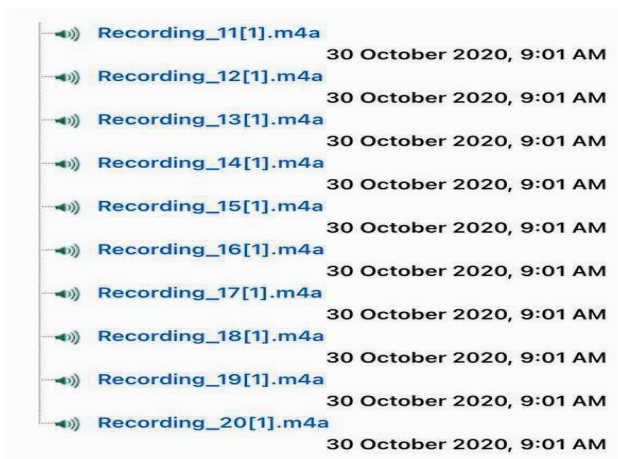 Recording_11[1].m4a
30 October 2020, 9:01 AM
Recording_12[1].m4a
30 October 2020, 9:01 AM
Recording_13[1].m4a
30 October 2020, 9:01 AM
Recording_14[1].m4a
30 October 2020, 9:01 AM
Recording_15[1].m4a
30 October 2020, 9:01 AM
Recording_16[1].m4a
30 October 2020, 9:01 AM
Recording_17[1].m4a
30 October 2020, 9:01 AM
Recording_18[1].m4a
30 October 2020, 9:01 AM
Recording_19[1].m4a
30 October 2020, 9:01 AM
Recording_20[1].m4a
30 October 2020, 9:01 AM